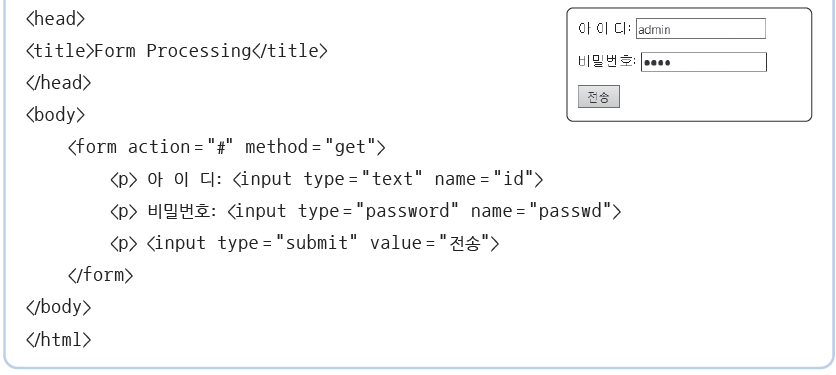 <head>
<title>Form Processing</title>
</head>
<body>
<form action="#" method="get">
<p> 아 이 디: <input type="text" name="id">
<p> 비밀번호: <input type="password" name="passwd">
<p> <input type="submit" value="전송">
</form>
</body>
</html>
아 이 디: admin
비밀번호: ●●●●
전송